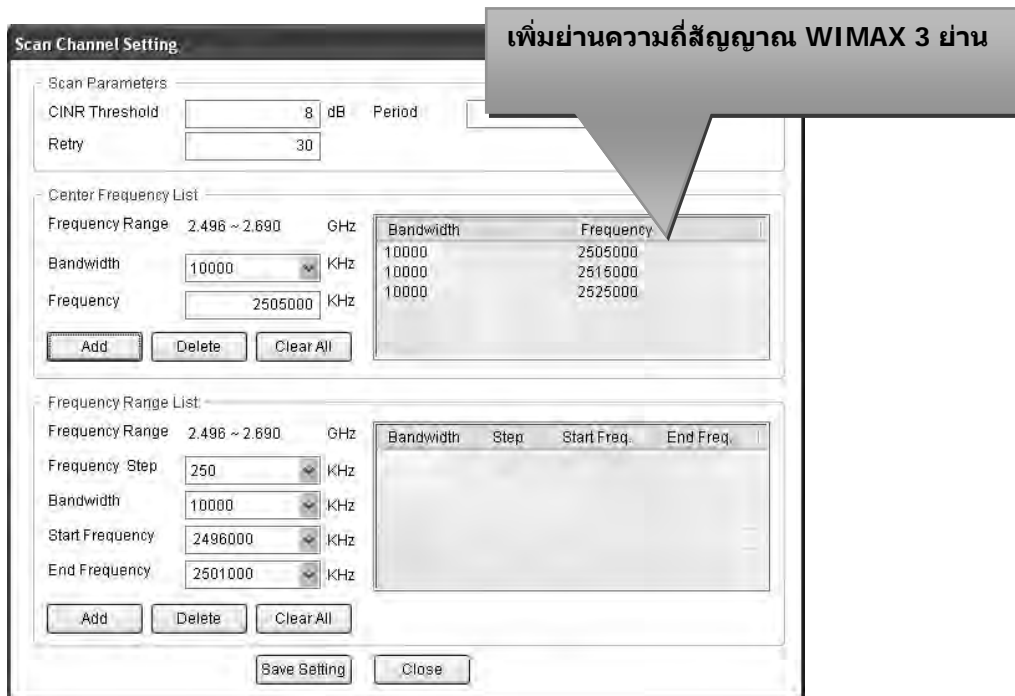 เพิ่มย่านความถี่สัญญาณ WIMAX 3 ย่าน
Scan Channel Setting
Scan Parameters
CINR Threshold 8 dB Period
Retry 30
Center Frequency List
Frequency Range 2.496 ~ 2.690 GHz
Bandwidth 10000 KHz
Frequency 2505000 KHz
Add Delete Clear All
Bandwidth Frequency
10000 2505000
10000 2515000
10000 2525000
Frequency Range List
Frequency Range 2.496 ~ 2.690 GHz
Frequency Step 250 KHz
Bandwidth 10000 KHz
Start Frequency 2496000 KHz
End Frequency 2501000 KHz
Add Delete Clear All
Bandwidth Step Start Freq. End Freq.
Save Setting Close